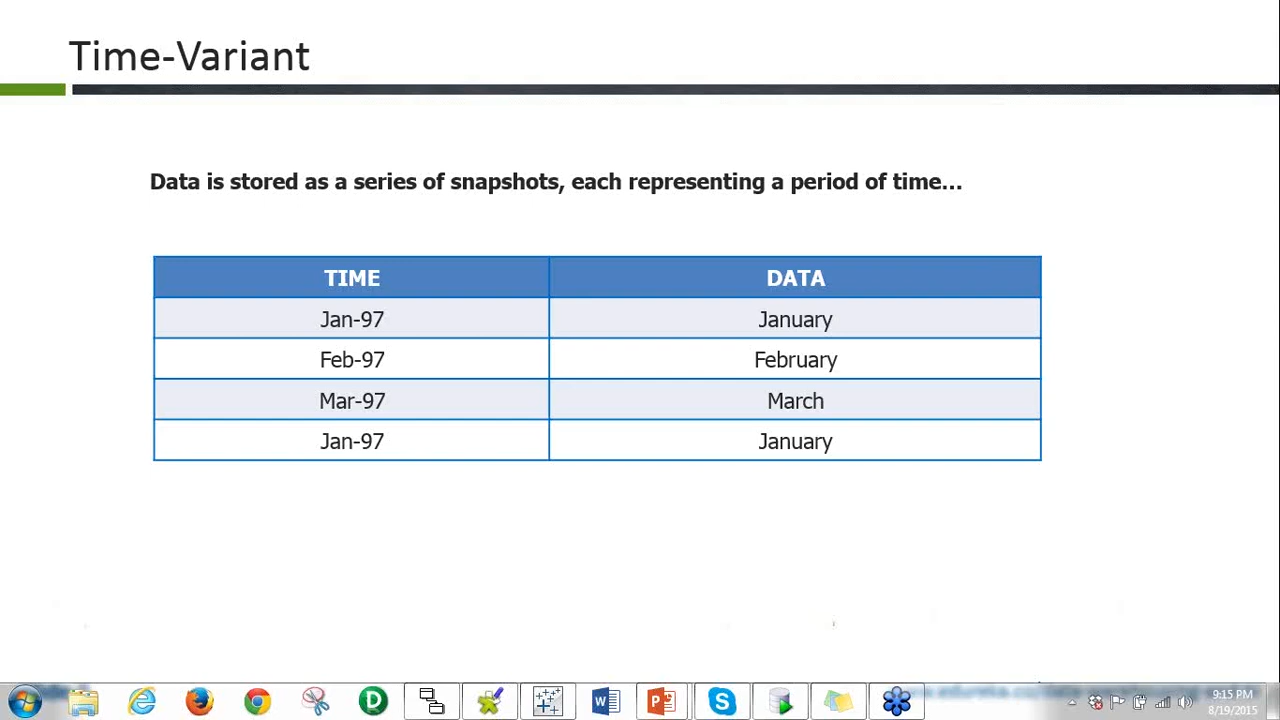 Time-Variant
Data is stored as a series of snapshots, each representing a period of time...
TIME DATA
Jan-97 January
Feb-97 February
Mar-97 March
Jan-97 January
9:15 PM
8/19/2015